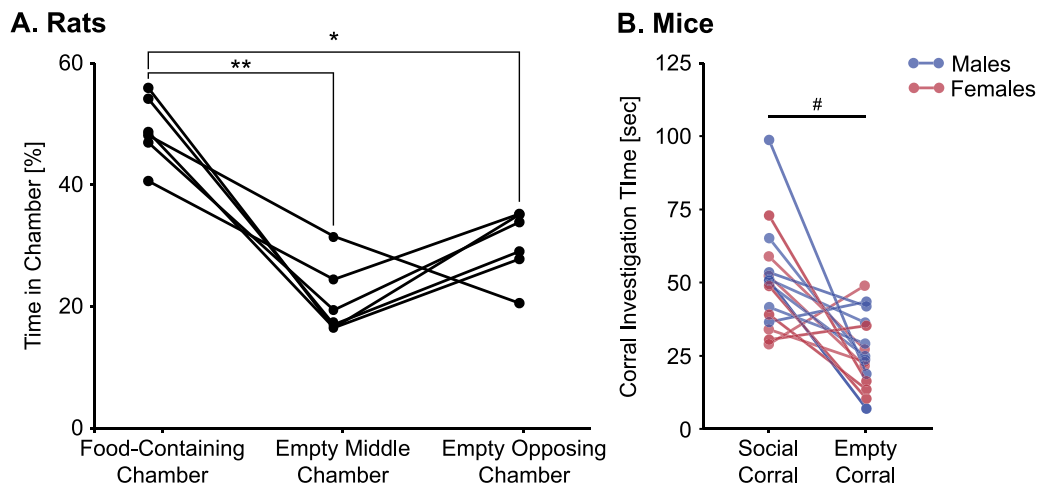 A. Rats
*
**
60
40
20
0
Time in Chamber [%]
Food-Containing
Chamber
Empty Middle
Chamber
Empty Opposing
Chamber
B. Mice
Males
Females
#
125
100
75
50
25
0
Corral Investigation TIme [sec]
Social
Corral
Empty
Corral